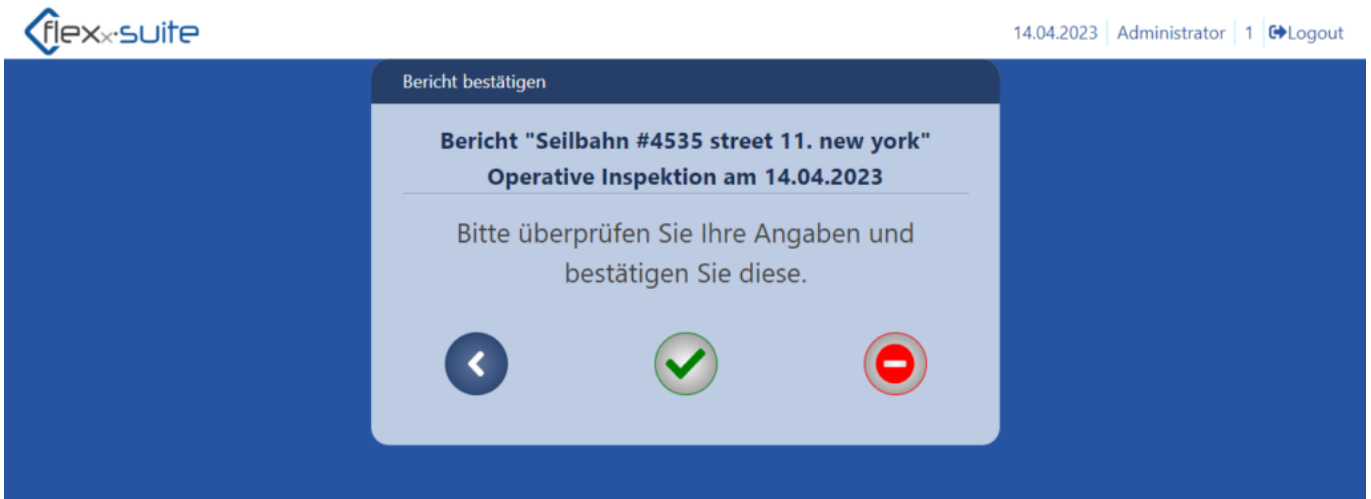 flexx-suite
14.04.2023 Administrator 1 Logout
Bericht bestätigen
Bericht "Seilbahn #4535 street 11. new york"
Operative Inspektion am 14.04.2023
Bitte überprüfen Sie Ihre Angaben und
bestätigen Sie diese.